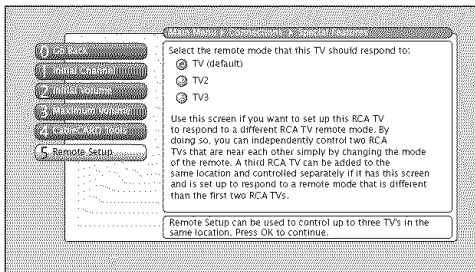 Main Menu ▸ Connections ▸ Special Features
0 Go Back
1 Initial Channel
2 Initial Volume
3 Maximum Volume
4 GameCART Tools
5 Remote Setup
Select the remote mode that this TV should respond to:
TV (default)
TV2
TV3
Use this screen if you want to set up this RCA TV
to respond to a different RCA TV remote mode. By
doing so, you can independently control two RCA
TVs that are near each other simply by changing the mode
of the remote. A third RCA TV can be added to the
same location and controlled separately if it has this screen
and is set up to respond to a remote mode that is different
than the first two RCA TVs.
Remote Setup can be used to control up to three TV's in the
same location. Press OK to continue.